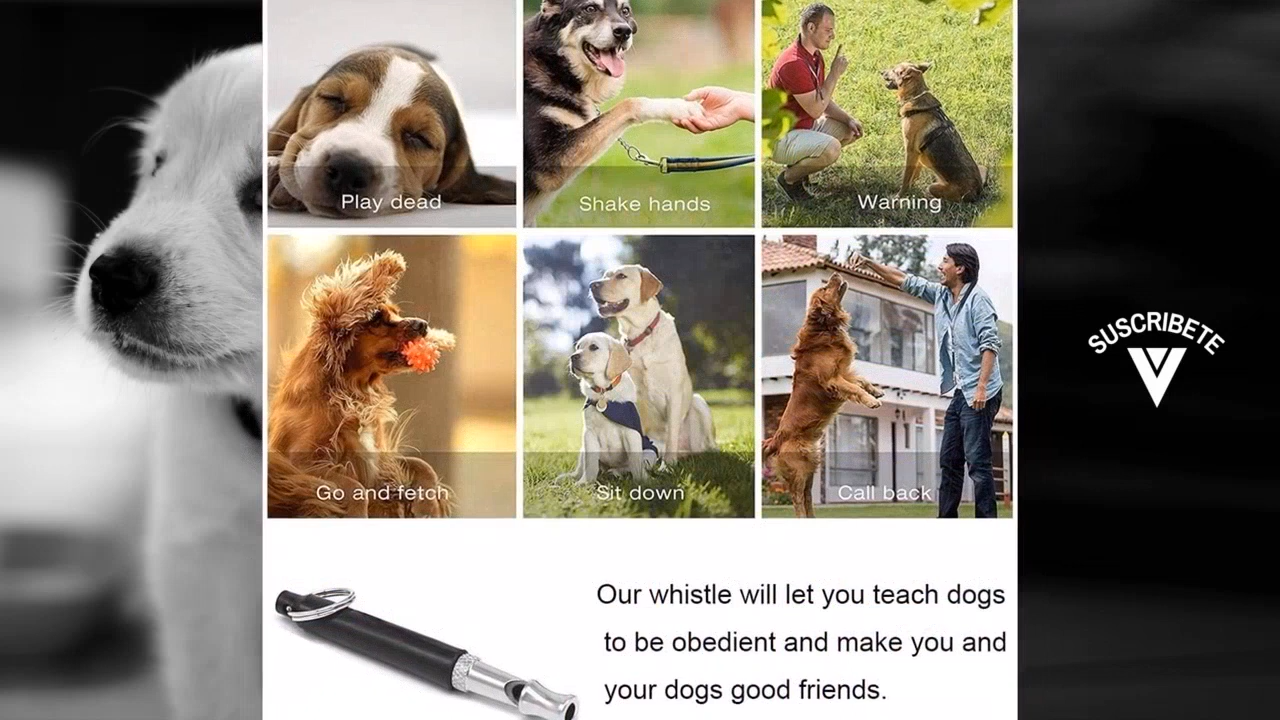 Play dead
Shake hands
Warning
Go and fetch
Sit down
Call back
SUSCRIBETE
Our whistle will let you teach dogs
to be obedient and make you and
your dogs good friends.